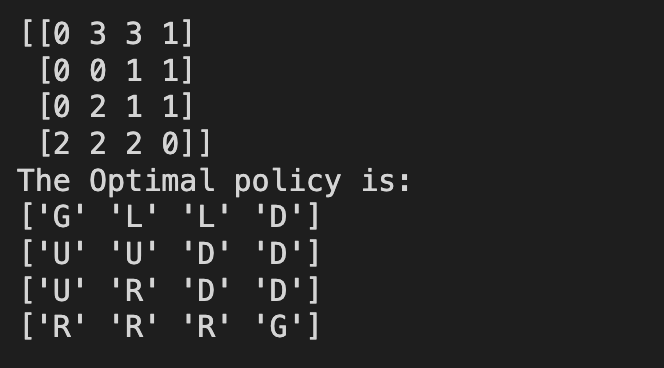 [[0 3 3 1]
 [0 0 1 1]
 [0 2 1 1]
 [2 2 2 0]]
The Optimal policy is:
['G' 'L' 'L' 'D']
['U' 'U' 'D' 'D']
['U' 'R' 'D' 'D']
['R' 'R' 'R' 'G']